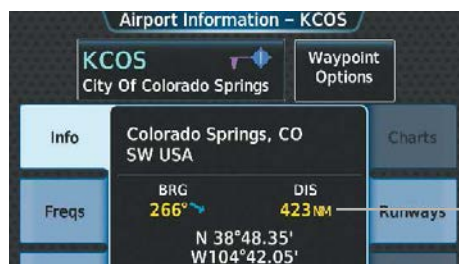 Airport Information – KCOS
KCOS
City Of Colorado Springs
Waypoint
Options
Info
Colorado Springs, CO
SW USA
Charts
Freqs
BRG
266°
DIS
423NM
Runways
N 38°48.35'
W104°42.05'